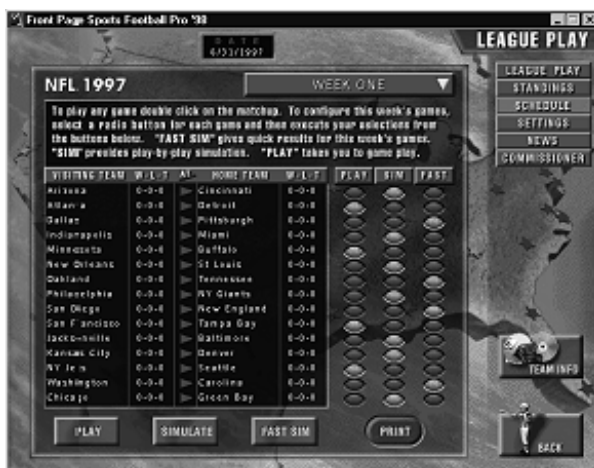 Front Page Sports Football Pro '98
DATE
8/31/1997
LEAGUE PLAY
NFL 1997
WEEK ONE
To play any game double click on the matchup. To configure this week's games,
select a radio button for each game and then execute your selections from
the buttons below. "FAST SIM" gives quick results for this week's games.
"SIM" provides play-by-play simulation. "PLAY" takes you to game play.
VISITING TEAM W-L-T AT HOME TEAM W-L-T PLAY SIM FAST
Arizona 0-0-0 Cincinnati 0-0-0
Atlanta 0-0-0 Detroit 0-0-0
Dallas 0-0-0 Pittsburgh 0-0-0
Indianapolis 0-0-0 Miami 0-0-0
Minnesota 0-0-0 Buffalo 0-0-0
New Orleans 0-0-0 St Louis 0-0-0
Oakland 0-0-0 Tennessee 0-0-0
Philadelphia 0-0-0 NY Giants 0-0-0
San Diego 0-0-0 New England 0-0-0
San Francisco 0-0-0 Tampa Bay 0-0-0
Jacksonville 0-0-0 Baltimore 0-0-0
Kansas City 0-0-0 Denver 0-0-0
NY Jets 0-0-0 Seattle 0-0-0
Washington 0-0-0 Carolina 0-0-0
Chicago 0-0-0 Green Bay 0-0-0
PLAY
SIMULATE
FAST SIM
PRINT
LEAGUE PLAY
STANDINGS
SCHEDULE
SETTINGS
NEWS
COMMISSIONER
TEAM INFO
BACK